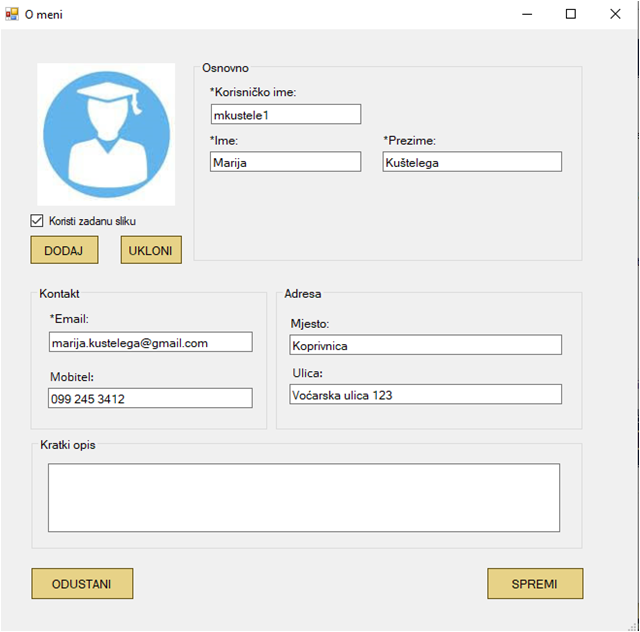 O meni
Osnovno
*Korisničko ime:
mkustele1
*Ime:
*Prezime:
Marija
Kuštelega
Koristi zadanu sliku
DODAJ
UKLONI
Kontakt
*Email:
marija.kustelega@gmail.com
Mobitel:
099 245 3412
Adresa
Mjesto:
Koprivnica
Ulica:
Voćarska ulica 123
Kratki opis
ODUSTANI
SPREMI